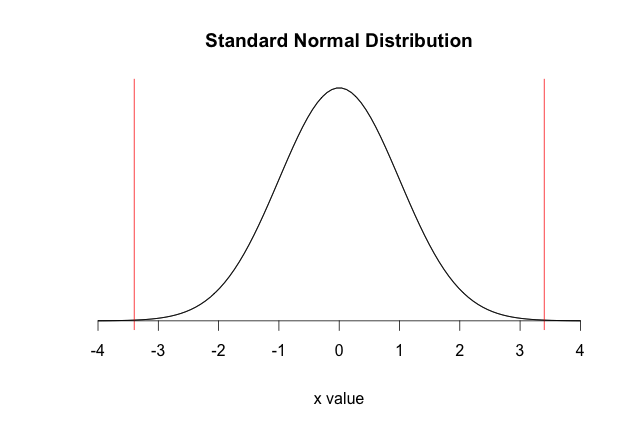 Standard Normal Distribution
-4 -3 -2 -1 0 1 2 3 4
x value